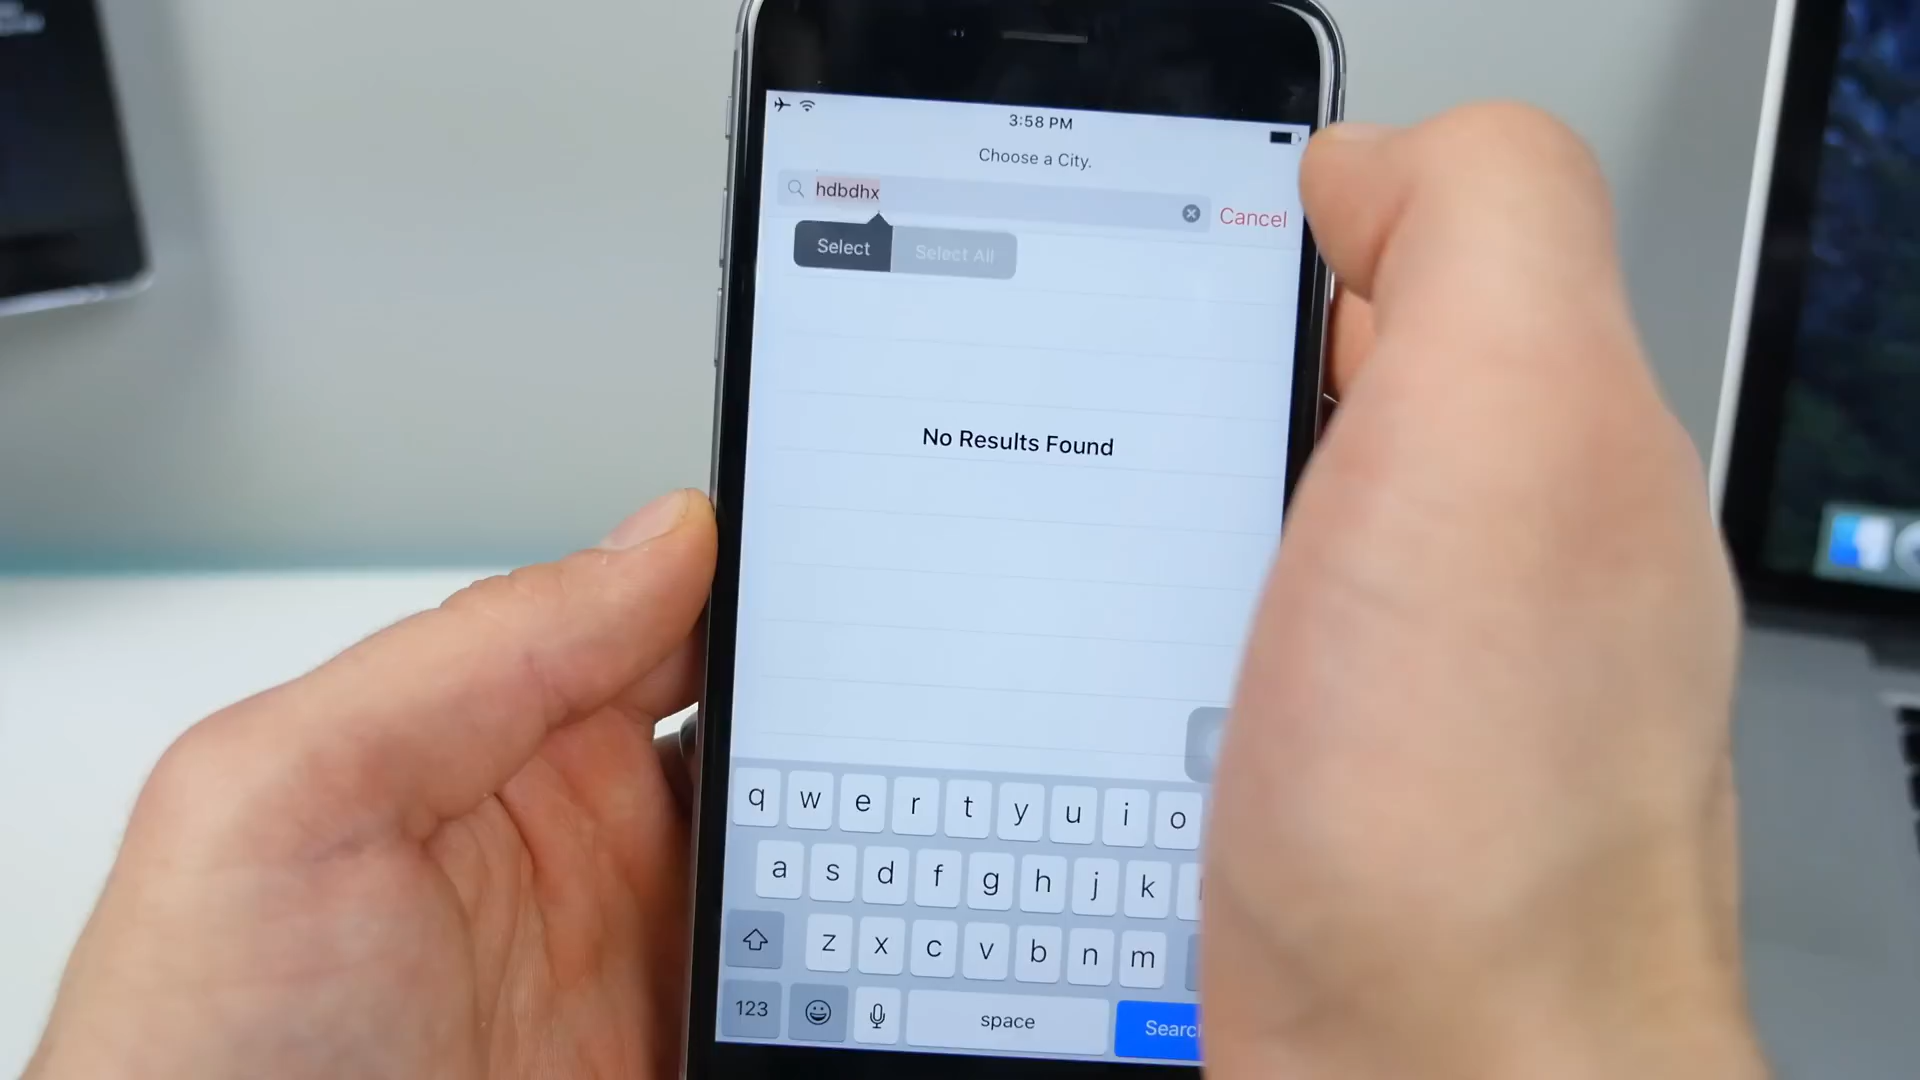 3:58 PM
Choose a City.
hdbdhx
Cancel
Select Select All
No Results Found
q w e r t y u i o
a s d f g h j k
z x c v b n m
123 space